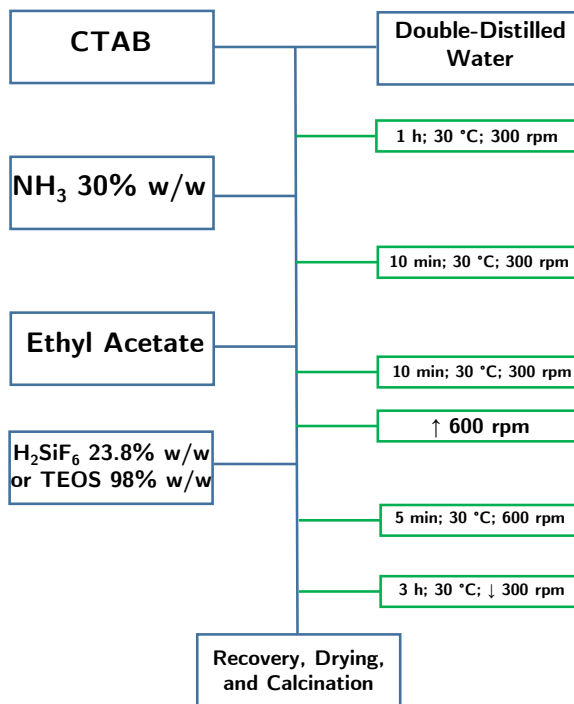 CTAB
Double-Distilled
Water
1 h; 30 °C; 300 rpm
NH₃ 30% w/w
10 min; 30 °C; 300 rpm
Ethyl Acetate
10 min; 30 °C; 300 rpm
↑ 600 rpm
H₂SiF₆ 23.8% w/w
or TEOS 98% w/w
5 min; 30 °C; 600 rpm
3 h; 30 °C; ↓ 300 rpm
Recovery, Drying,
and Calcination